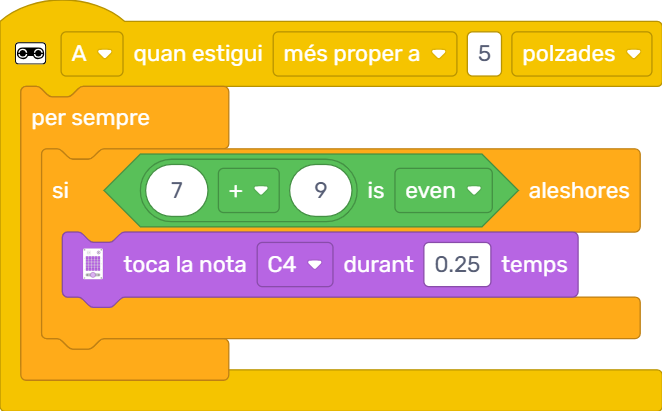 A quan estigui més proper a 5 polzades
per sempre
si 7 + 9 is even aleshores
toca la nota C4 durant 0.25 temps